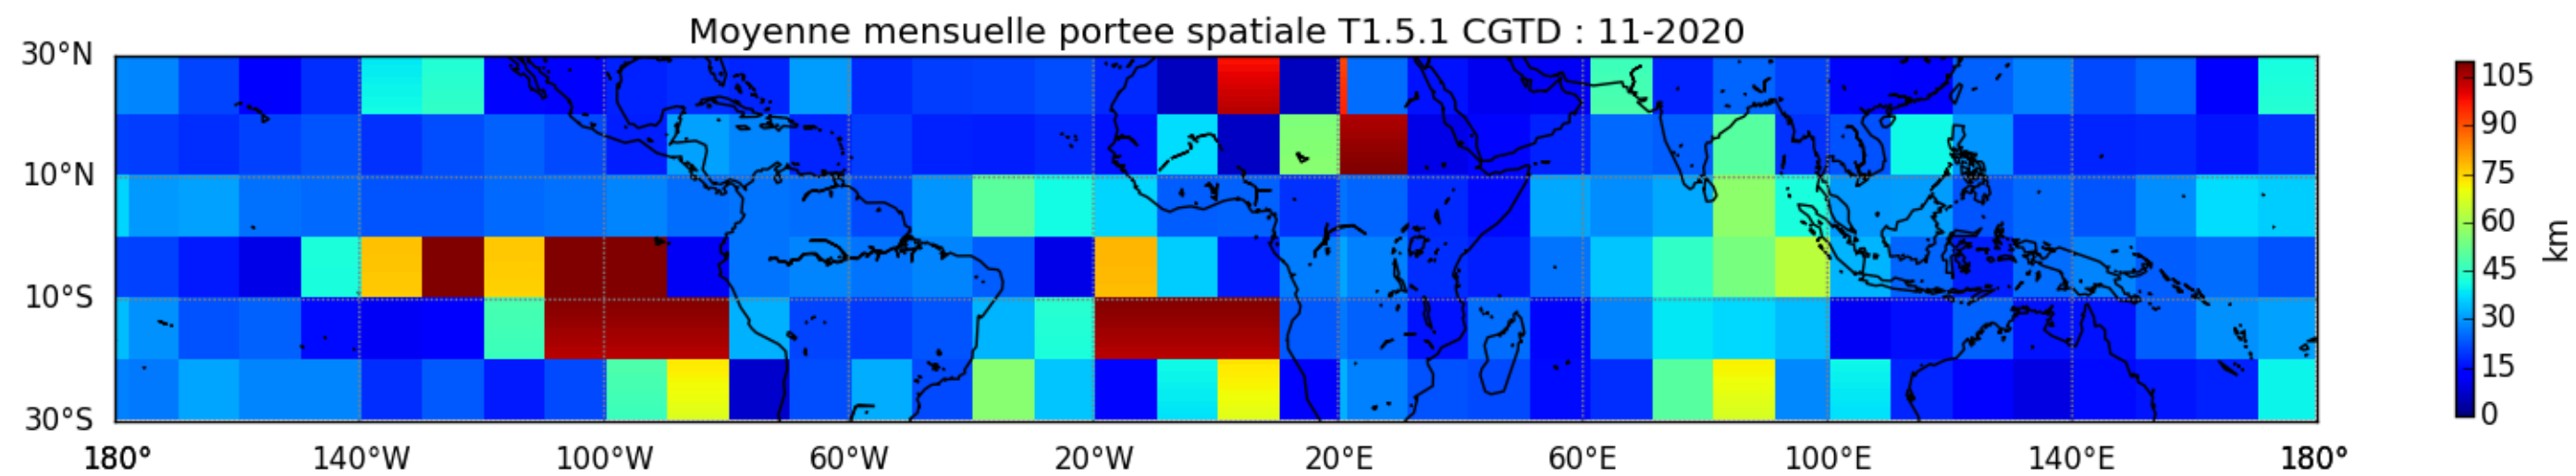 Moyenne mensuelle portee spatiale T1.5.1 CGTD : 11-2020
30°N
10°N
10°S
30°S
180° 140°W 100°W 60°W 20°W 20°E 60°E 100°E 140°E 180°
105
90
75
60
45
30
15
0
km